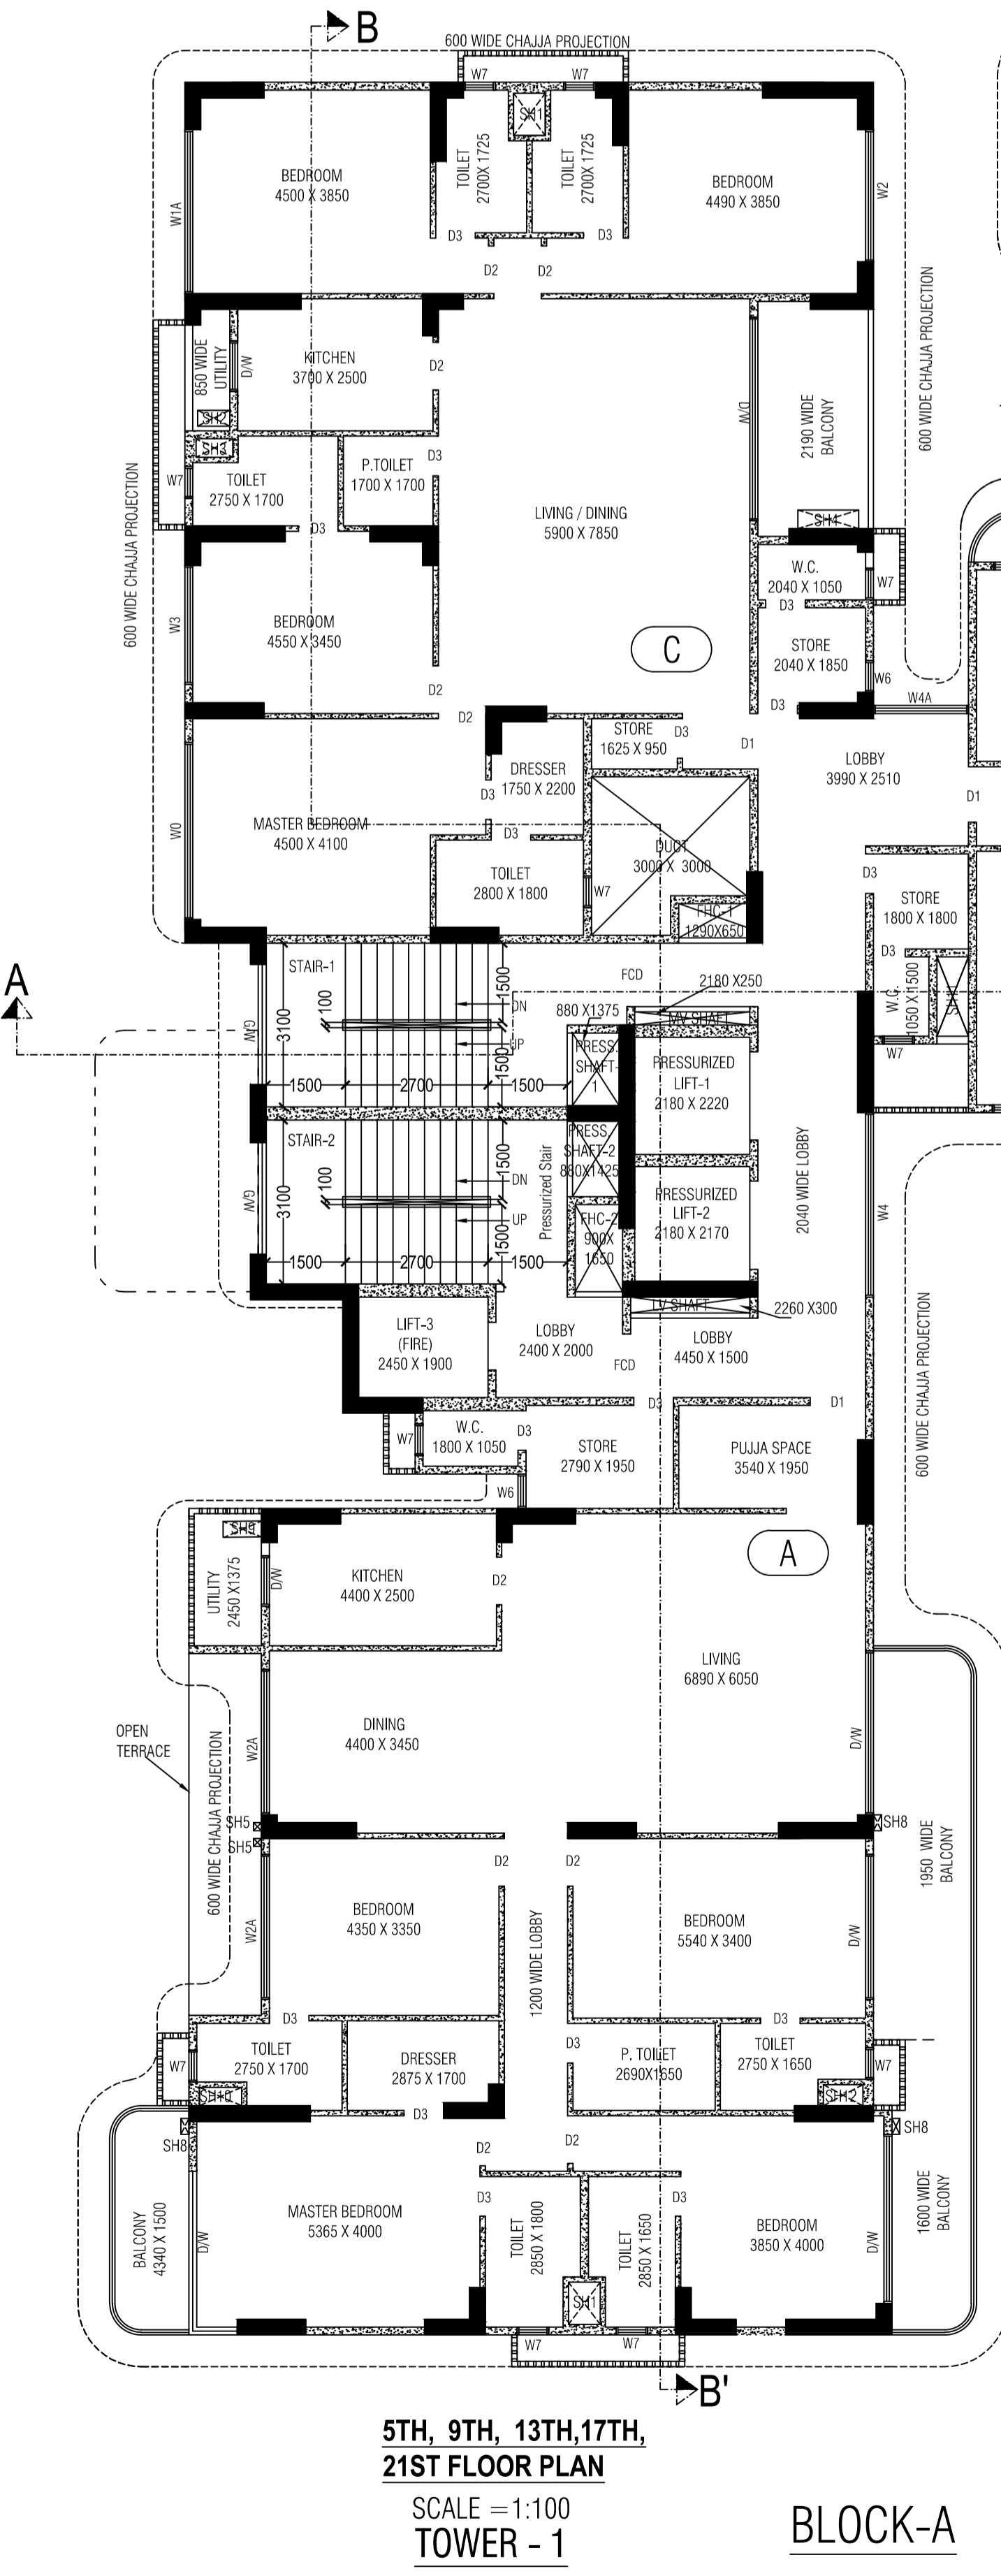 B
600 WIDE CHAJJA PROJECTION
W7
W7
SH1
TOILET
2700X 1725
TOILET
2700X 1725
BEDROOM
4500 X 3850
BEDROOM
4490 X 3850
W1A
W2
D3
D3
D2
D2
600 WIDE CHAJJA PROJECTION
850 WIDE
UTILITY
D/W
KITCHEN
3700 X 2500
D2
SH2
SH3
D/W
2190 WIDE
BALCONY
W7
TOILET
2750 X 1700
P.TOILET
1700 X 1700
D3
D3
600 WIDE CHAJJA PROJECTION
LIVING / DINING
5900 X 7850
SH4
W.C.
2040 X 1050
W7
D3
W3
BEDROOM
4550 X 3450
C
STORE
2040 X 1850
W6
D2
D2
D3
W4A
STORE
1625 X 950
D3
D1
LOBBY
3990 X 2510
D1
DRESSER
1750 X 2200
D3
D3
W0
MASTER BEDROOM
4500 X 4100
DUCT
3000 X 3000
TOILET
2800 X 1800
W7
FHC-1
1290X650
D3
STORE
1800 X 1800
D3
W.C.
1050 X 1500
W7
A
STAIR-1
G/W
3100
100
1500
DN
UP
1500
1500
2700
1500
FCD
2180 X250
MV SHAFT
880 X1375
PRESS.
SHAFT-
1
PRESSURIZED
LIFT-1
2180 X 2220
STAIR-2
G/W
3100
100
1500
DN
UP
1500
1500
2700
1500
Pressurized Stair
PRESS.
SHAFT-2
880X1425
FHC-2
900X
1650
PRESSURIZED
LIFT-2
2180 X 2170
2040 WIDE LOBBY
W4
LV SHAFT
2260 X300
LIFT-3
(FIRE)
2450 X 1900
LOBBY
2400 X 2000
FCD
LOBBY
4450 X 1500
600 WIDE CHAJJA PROJECTION
D3
D1
W7
W.C.
1800 X 1050
D3
STORE
2790 X 1950
PUJJA SPACE
3540 X 1950
W6
UTILITY
2450 X1375
D/W
KITCHEN
4400 X 2500
D2
A
LIVING
6890 X 6050
DINING
4400 X 3450
OPEN
TERRACE
W2A
D/W
600 WIDE CHAJJA PROJECTION
SH5
SH5
SH8
D2
D2
1950 WIDE
BALCONY
W2A
BEDROOM
4350 X 3350
1200 WIDE LOBBY
BEDROOM
5540 X 3400
D/W
D3
D3
W7
TOILET
2750 X 1700
DRESSER
2875 X 1700
D3
P. TOILET
2690X1650
TOILET
2750 X 1650
W7
SH2
D3
SH8
SH8
D2
D2
BALCONY
4340 X 1500
D/W
MASTER BEDROOM
5365 X 4000
D3
TOILET
2850 X 1800
TOILET
2850 X 1650
D3
BEDROOM
3850 X 4000
D/W
1600 WIDE
BALCONY
SH1
W7
W7
B'
5TH, 9TH, 13TH,17TH,
21ST FLOOR PLAN
SCALE =1:100
TOWER - 1
BLOCK-A